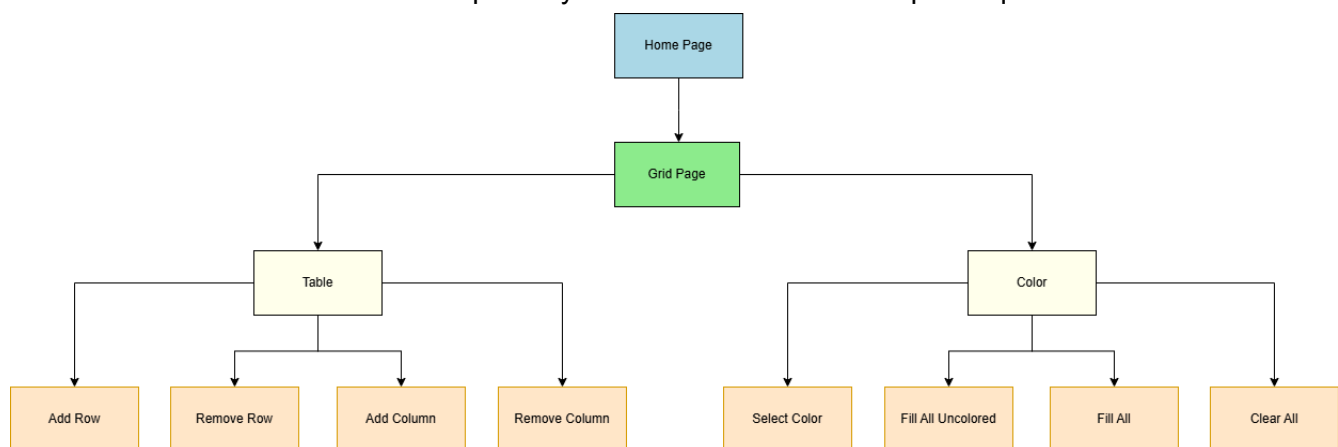 Home Page
Grid Page
Table
Color
Add Row
Remove Row
Add Column
Remove Column
Select Color
Fill All Uncolored
Fill All
Clear All